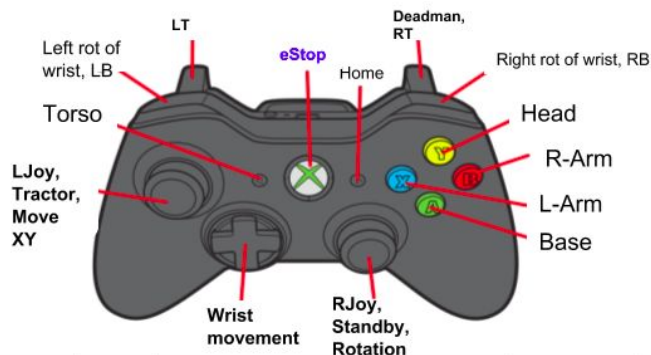 LT
Deadman,
RT
Left rot of
wrist, LB
eStop
Home
Right rot of wrist, RB
Torso
Head
Y
B
R-Arm
X
L-Arm
A
Base
LJoy,
Tractor,
Move
XY
Wrist
movement
RJoy,
Standby,
Rotation